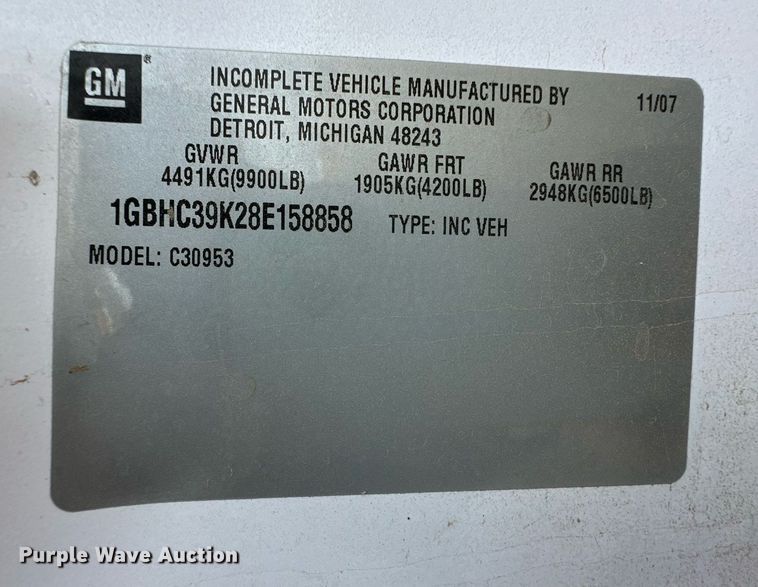 GM®
INCOMPLETE VEHICLE MANUFACTURED BY 11/07
GENERAL MOTORS CORPORATION
DETROIT, MICHIGAN 48243
GVWR GAWR FRT GAWR RR
4491KG(9900LB) 1905KG(4200LB) 2948KG(6500LB)
1GBHC39K28E158858 TYPE: INC VEH
MODEL: C30953
Purple Wave Auction